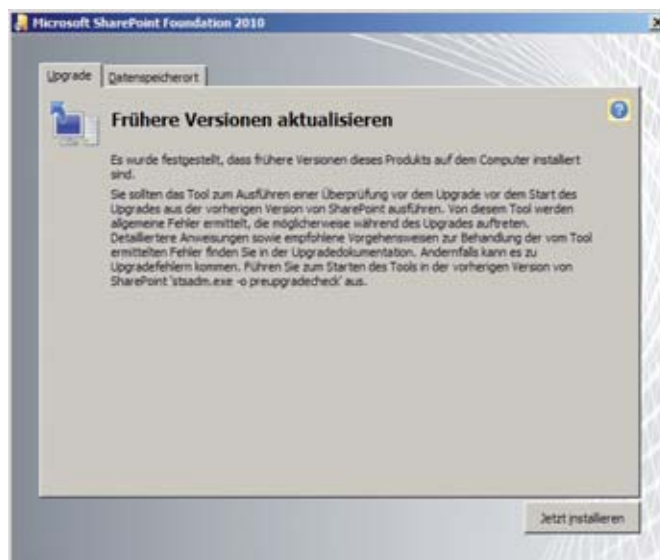 Microsoft SharePoint Foundation 2010
Upgrade
Datenspeicherort
Frühere Versionen aktualisieren
Es wurde festgestellt, dass frühere Versionen dieses Produkts auf dem Computer installiert
sind.
Sie sollten das Tool zum Ausführen einer Überprüfung vor dem Upgrade vor dem Start des
Upgrades aus der vorherigen Version von SharePoint ausführen. Von diesem Tool werden
allgemeine Fehler ermittelt, die möglicherweise während des Upgrades auftreten.
Detailliertere Anweisungen sowie empfohlene Vorgehensweisen zur Behandlung der vom Tool
ermittelten Fehler finden Sie in der Upgradedokumentation. Andernfalls kann es zu
Upgradefehlern kommen. Führen Sie zum Starten des Tools in der vorherigen Version von
SharePoint 'stsadm.exe -o preupgradecheck' aus.
Jetzt installieren